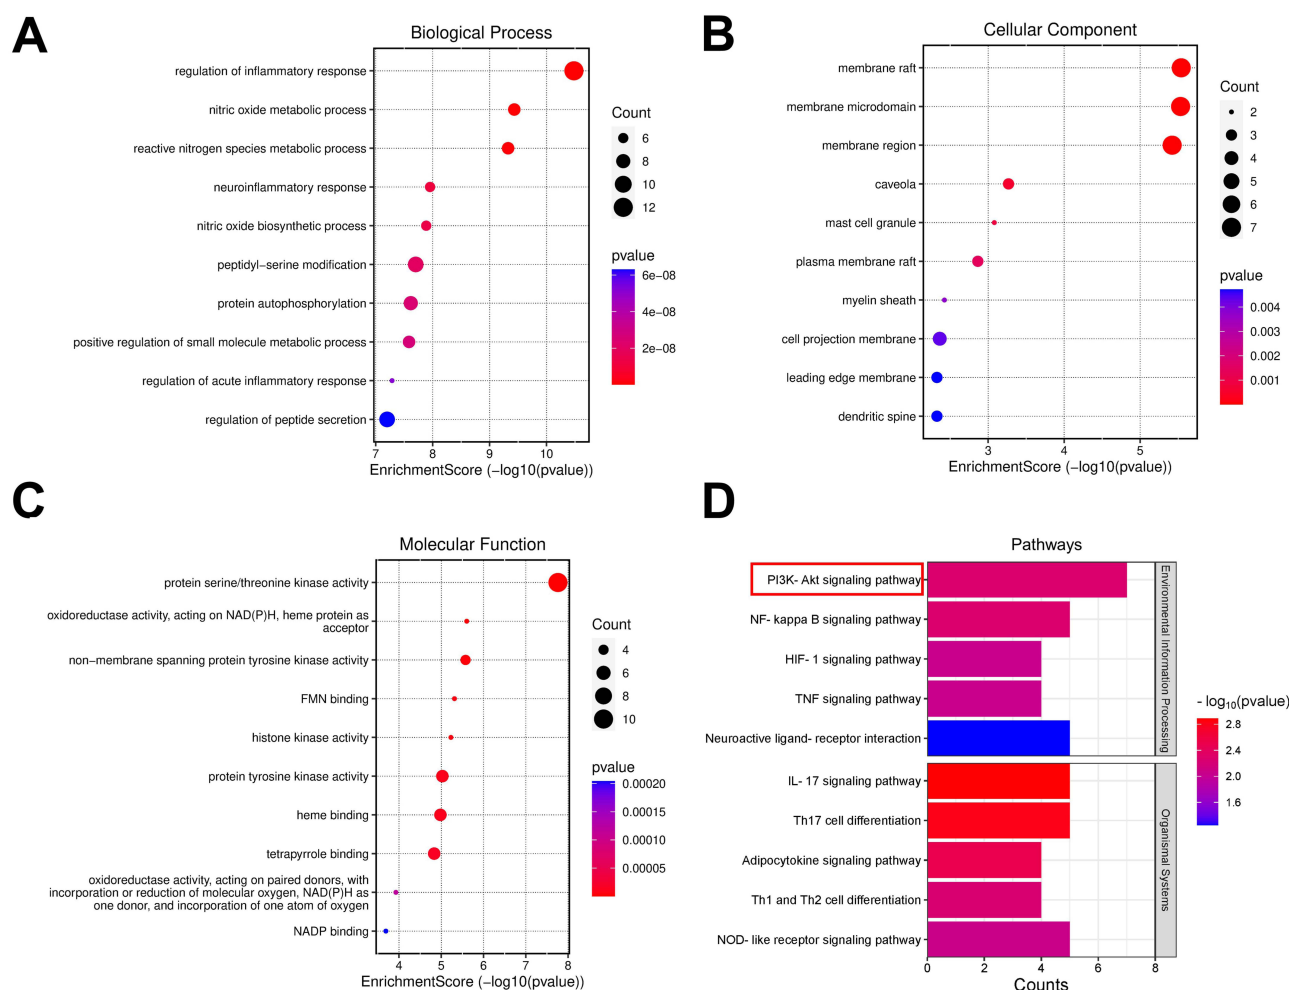 A
Biological Process
regulation of inflammatory response
nitric oxide metabolic process
reactive nitrogen species metabolic process
neuroinflammatory response
nitric oxide biosynthetic process
peptidyl−serine modification
protein autophosphorylation
positive regulation of small molecule metabolic process
regulation of acute inflammatory response
regulation of peptide secretion
7 8 9 10
EnrichmentScore (−log10(pvalue))
Count
6
8
10
12
pvalue
6e−08
4e−08
2e−08
B
Cellular Component
membrane raft
membrane microdomain
membrane region
caveola
mast cell granule
plasma membrane raft
myelin sheath
cell projection membrane
leading edge membrane
dendritic spine
3 4 5
EnrichmentScore (−log10(pvalue))
Count
2
3
4
5
6
7
pvalue
0.004
0.003
0.002
0.001
C
Molecular Function
protein serine/threonine kinase activity
oxidoreductase activity, acting on NAD(P)H, heme protein as
acceptor
non−membrane spanning protein tyrosine kinase activity
FMN binding
histone kinase activity
protein tyrosine kinase activity
heme binding
tetrapyrrole binding
oxidoreductase activity, acting on paired donors, with
incorporation or reduction of molecular oxygen, NAD(P)H as
one donor, and incorporation of one atom of oxygen
NADP binding
4 5 6 7 8
EnrichmentScore (−log10(pvalue))
Count
4
6
8
10
pvalue
0.00020
0.00015
0.00010
0.00005
D
Pathways
PI3K- Akt signaling pathway
NF- kappa B signaling pathway
HIF- 1 signaling pathway
TNF signaling pathway
Neuroactive ligand- receptor interaction
IL- 17 signaling pathway
Th17 cell differentiation
Adipocytokine signaling pathway
Th1 and Th2 cell differentiation
NOD- like receptor signaling pathway
0 2 4 6 8
Counts
Environmental Information Processing
Organismal Systems
- log10(pvalue)
2.8
2.4
2.0
1.6